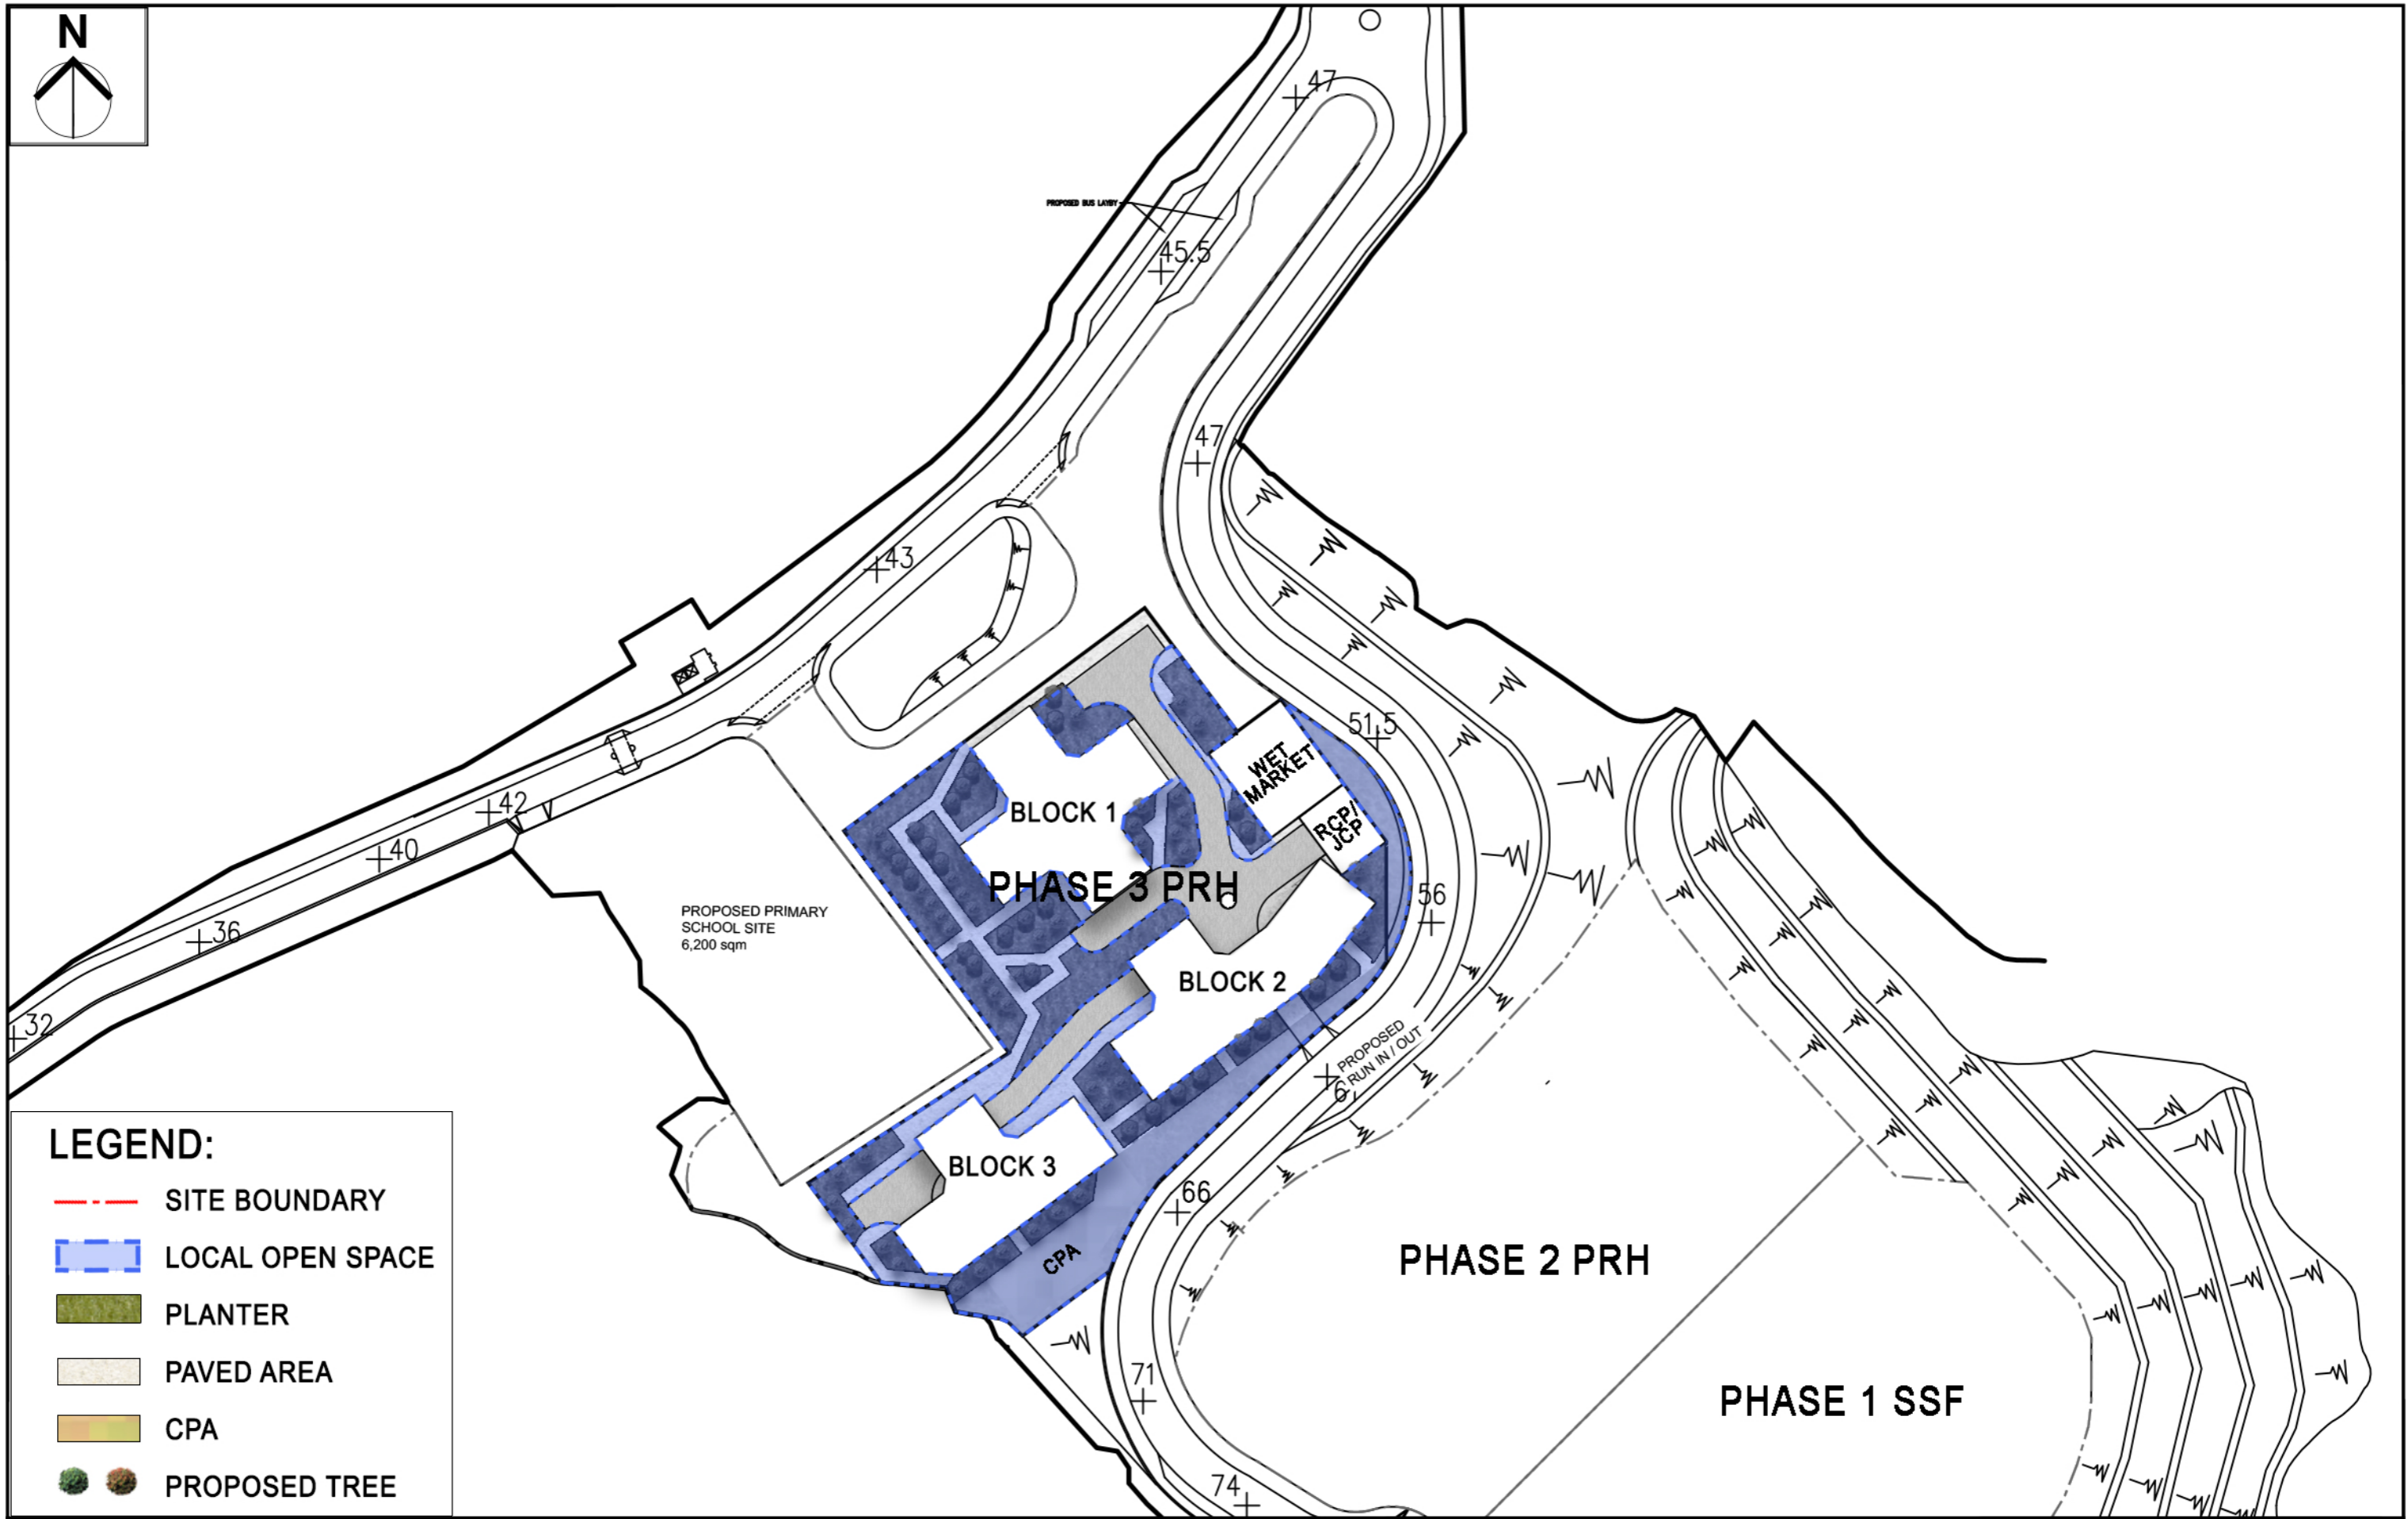 N
47
PROPOSED BUS LAYBY
45.5
47
43
51.5
WET
MARKET
42
BLOCK 1
RCP/
JCP
40
PHASE 3 PRH
56
PROPOSED PRIMARY
SCHOOL SITE
6,200 sqm
36
BLOCK 2
32
PROPOSED
RUN IN / OUT
BLOCK 3
66
CPA
PHASE 2 PRH
71
PHASE 1 SSF
74
LEGEND:
SITE BOUNDARY
LOCAL OPEN SPACE
PLANTER
PAVED AREA
CPA
PROPOSED TREE